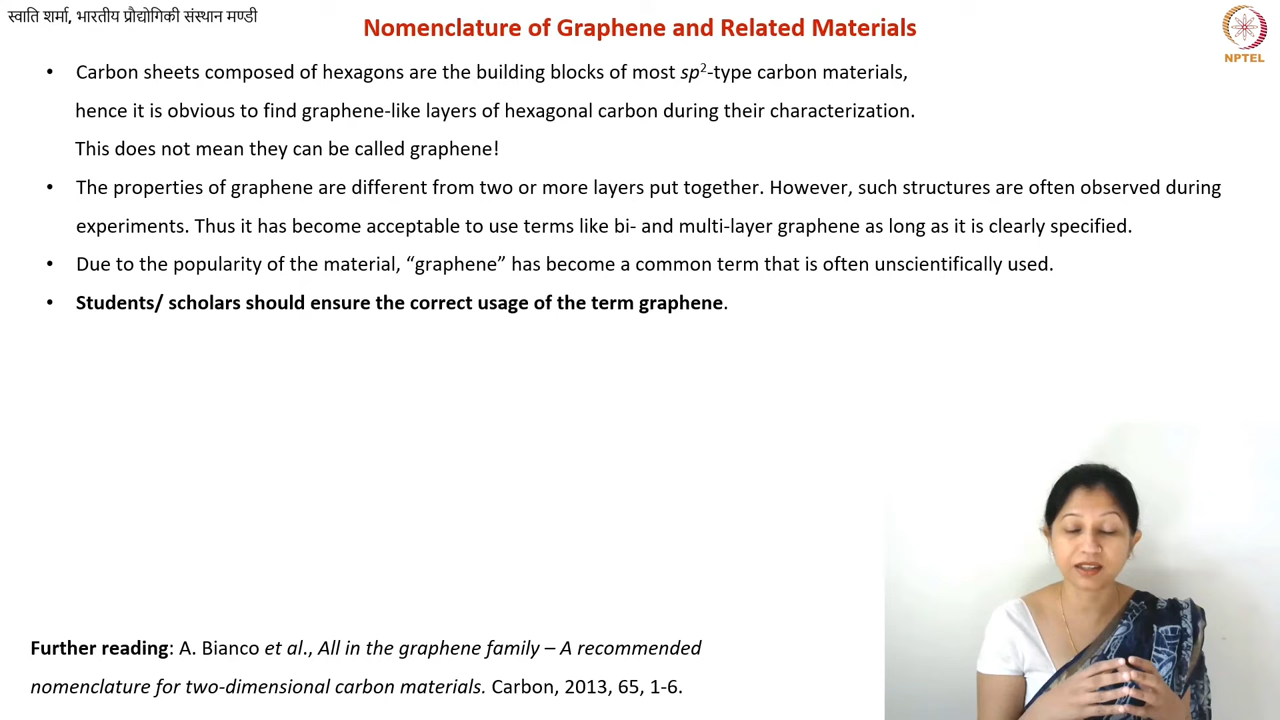 स्वाति शर्मा, भारतीय प्रौद्योगिकी संस्थान मण्डी
Nomenclature of Graphene and Related Materials
NPTEL
• Carbon sheets composed of hexagons are the building blocks of most sp²-type carbon materials,
hence it is obvious to find graphene-like layers of hexagonal carbon during their characterization.
This does not mean they can be called graphene!
• The properties of graphene are different from two or more layers put together. However, such structures are often observed during
experiments. Thus it has become acceptable to use terms like bi- and multi-layer graphene as long as it is clearly specified.
• Due to the popularity of the material, “graphene” has become a common term that is often unscientifically used.
• Students/ scholars should ensure the correct usage of the term graphene.
Further reading: A. Bianco et al., All in the graphene family – A recommended
nomenclature for two-dimensional carbon materials. Carbon, 2013, 65, 1-6.